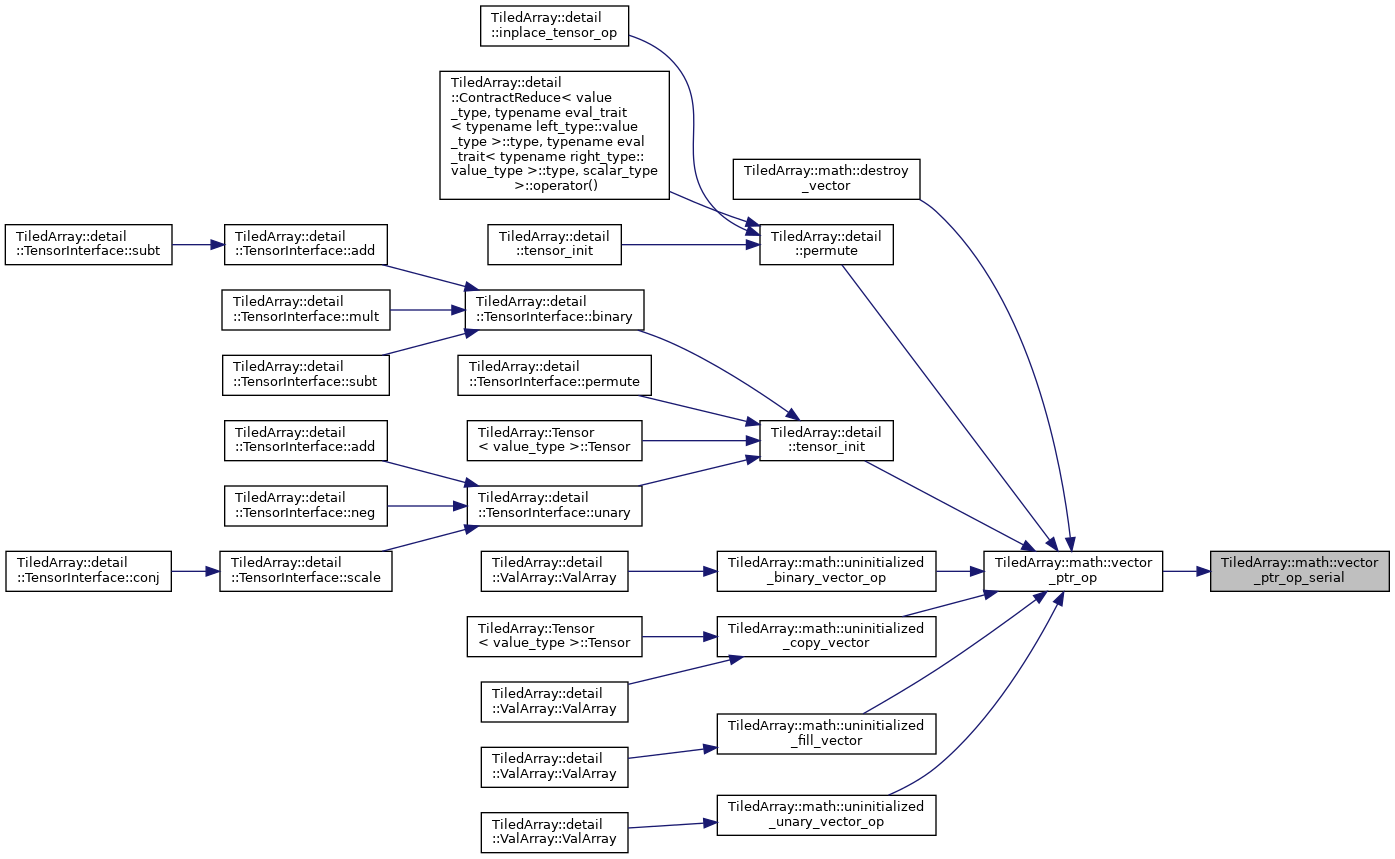 TiledArray::detail
::inplace_tensor_op
TiledArray::detail
::ContractReduce< value
_type, typename eval_trait
< typename left_type::value
_type >::type, typename eval
_trait< typename right_type::
value_type >::type, scalar_type
>::operator()
TiledArray::math::destroy
_vector
TiledArray::detail
::TensorInterface::subt
TiledArray::detail
::TensorInterface::add
TiledArray::detail
::tensor_init
TiledArray::detail
::permute
TiledArray::detail
::TensorInterface::mult
TiledArray::detail
::TensorInterface::binary
TiledArray::detail
::TensorInterface::subt
TiledArray::detail
::TensorInterface::permute
TiledArray::detail
::TensorInterface::add
TiledArray::Tensor
< value_type >::Tensor
TiledArray::detail
::tensor_init
TiledArray::detail
::TensorInterface::neg
TiledArray::detail
::TensorInterface::unary
TiledArray::detail
::TensorInterface::conj
TiledArray::detail
::TensorInterface::scale
TiledArray::detail
::ValArray::ValArray
TiledArray::math::uninitialized
_binary_vector_op
TiledArray::math::vector
_ptr_op
TiledArray::math::vector
_ptr_op_serial
TiledArray::Tensor
< value_type >::Tensor
TiledArray::math::uninitialized
_copy_vector
TiledArray::detail
::ValArray::ValArray
TiledArray::math::uninitialized
_fill_vector
TiledArray::detail
::ValArray::ValArray
TiledArray::math::uninitialized
_unary_vector_op
TiledArray::detail
::ValArray::ValArray